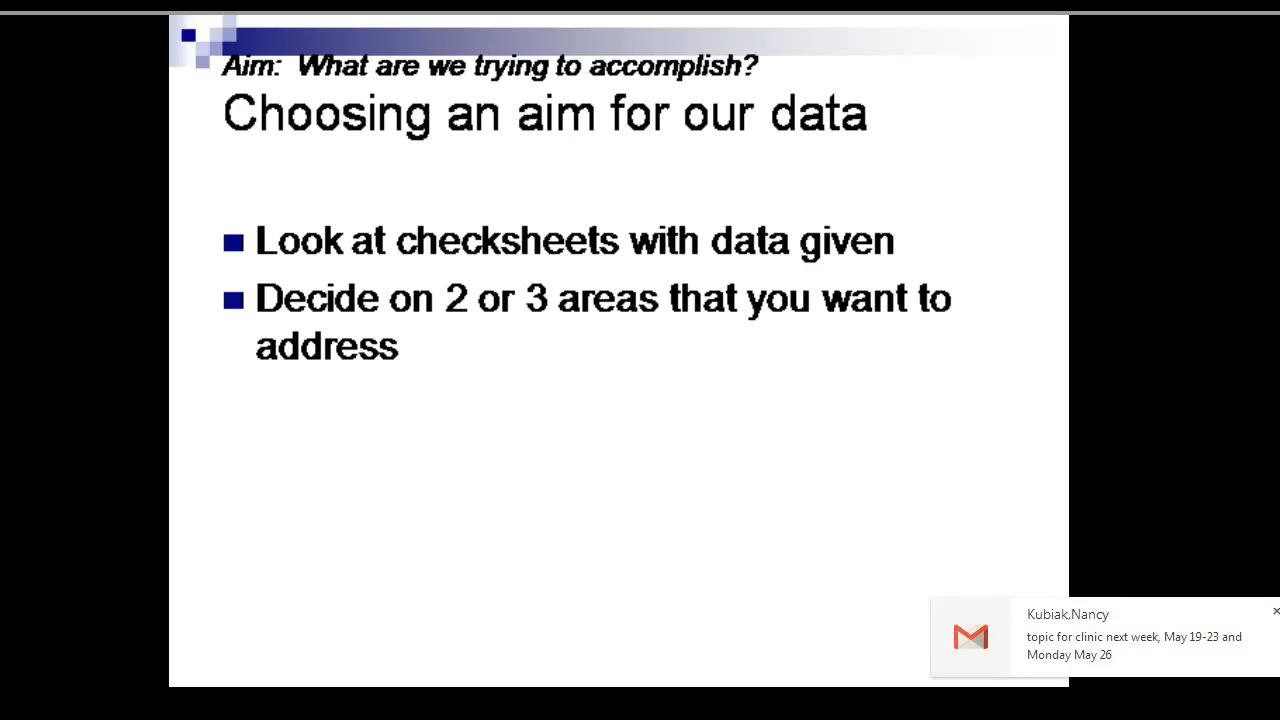 Aim: What are we trying to accomplish?
Choosing an aim for our data
Look at checksheets with data given
Decide on 2 or 3 areas that you want to
address
Kubiak,Nancy
topic for clinic next week, May 19-23 and
Monday May 26